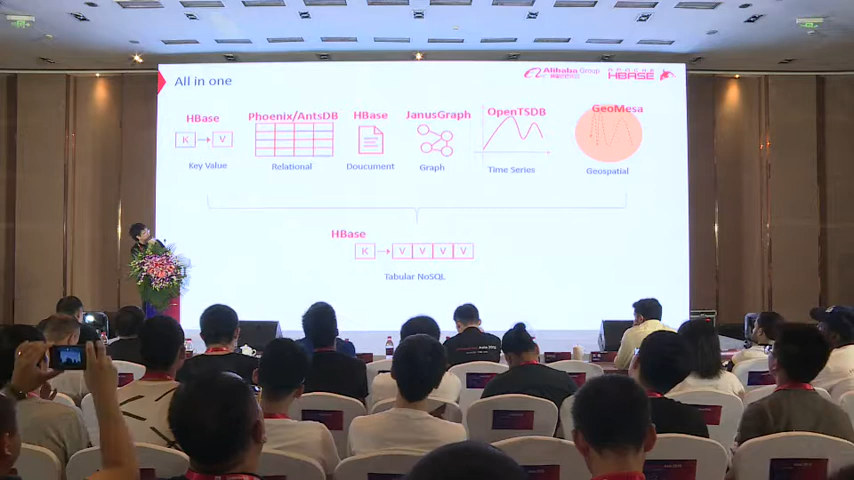 All in one
Alibaba Group
HBASE
HBase
Phoenix/AntsDB
HBase
JanusGraph
OpenTSDB
GeoMesa
K
V
Key Value
Relational
Doucument
Graph
Time Series
Geospatial
HBase
K
V
V
V
V
Tabular NoSQL